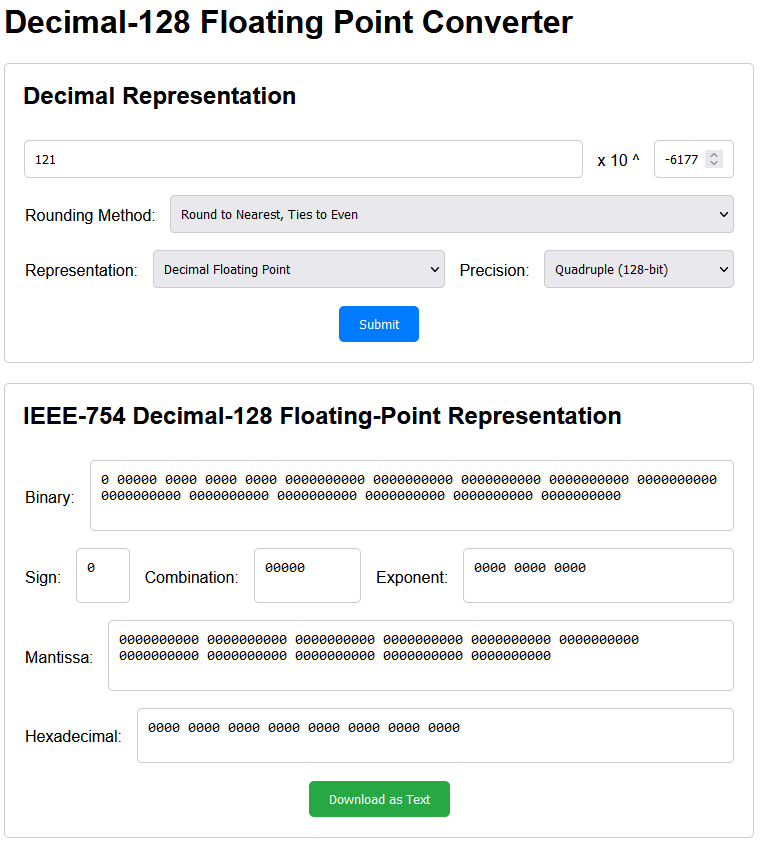 Decimal-128 Floating Point Converter
Decimal Representation
121 x 10 ^ -6177
Rounding Method: Round to Nearest, Ties to Even
Representation: Decimal Floating Point Precision: Quadruple (128-bit)
Submit
IEEE-754 Decimal-128 Floating-Point Representation
Binary: 0 00000 0000 0000 0000 0000000000 0000000000 0000000000 0000000000 0000000000
0000000000 0000000000 0000000000 0000000000 0000000000 0000000000
Sign: 0 Combination: 00000 Exponent: 0000 0000 0000
Mantissa: 0000000000 0000000000 0000000000 0000000000 0000000000 0000000000
0000000000 0000000000 0000000000 0000000000 0000000000
Hexadecimal: 0000 0000 0000 0000 0000 0000 0000 0000
Download as Text